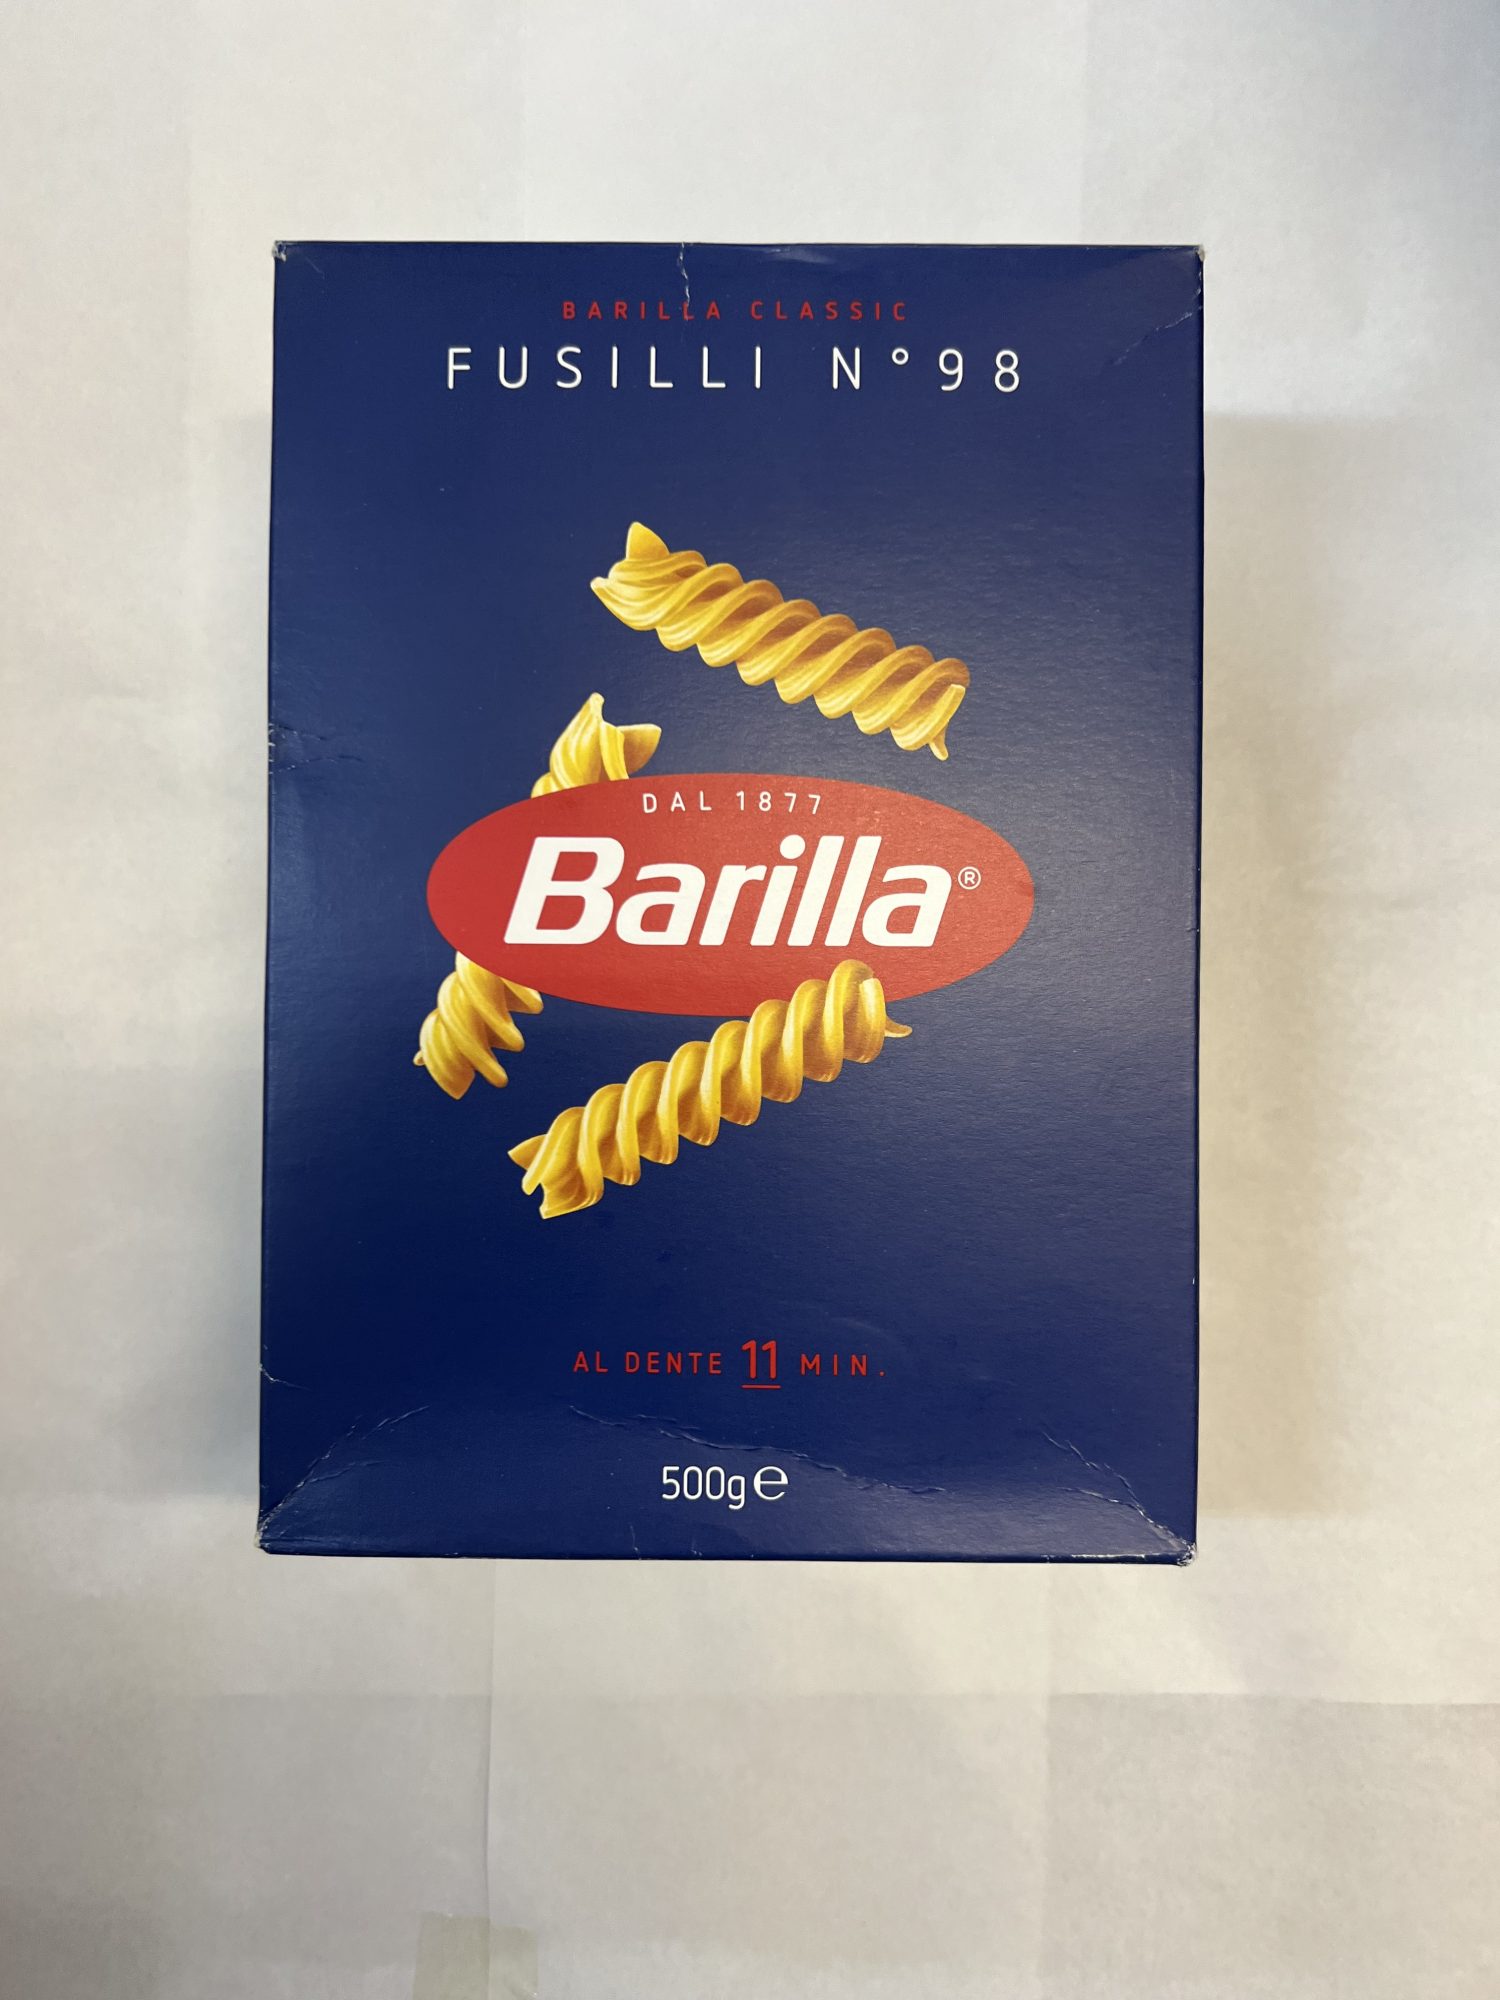 BARILLA CLASSIC
FUSILLI N°98
DAL 1877
Barilla®
AL DENTE 11 MIN.
500g℮